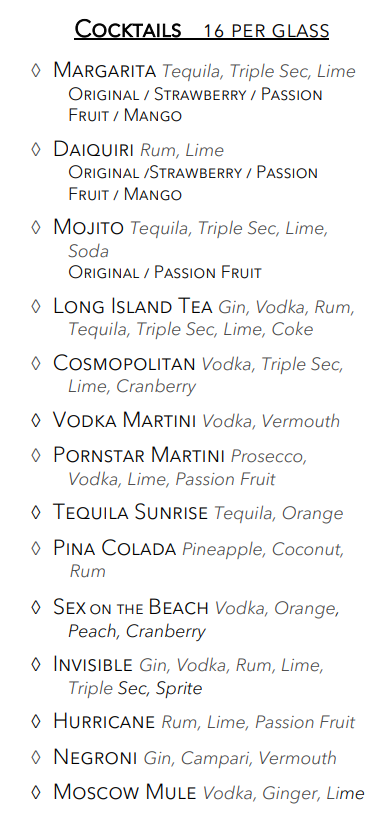 COCKTAILS 16 PER GLASS
◊ MARGARITA Tequila, Triple Sec, Lime
ORIGINAL / STRAWBERRY / PASSION
FRUIT / MANGO
◊ DAIQUIRI Rum, Lime
ORIGINAL /STRAWBERRY / PASSION
FRUIT / MANGO
◊ MOJITO Tequila, Triple Sec, Lime,
Soda
ORIGINAL / PASSION FRUIT
◊ LONG ISLAND TEA Gin, Vodka, Rum,
Tequila, Triple Sec, Lime, Coke
◊ COSMOPOLITAN Vodka, Triple Sec,
Lime, Cranberry
◊ VODKA MARTINI Vodka, Vermouth
◊ PORNSTAR MARTINI Prosecco,
Vodka, Lime, Passion Fruit
◊ TEQUILA SUNRISE Tequila, Orange
◊ PINA COLADA Pineapple, Coconut,
Rum
◊ SEX ON THE BEACH Vodka, Orange,
Peach, Cranberry
◊ INVISIBLE Gin, Vodka, Rum, Lime,
Triple Sec, Sprite
◊ HURRICANE Rum, Lime, Passion Fruit
◊ NEGRONI Gin, Campari, Vermouth
◊ MOSCOW MULE Vodka, Ginger, Lime